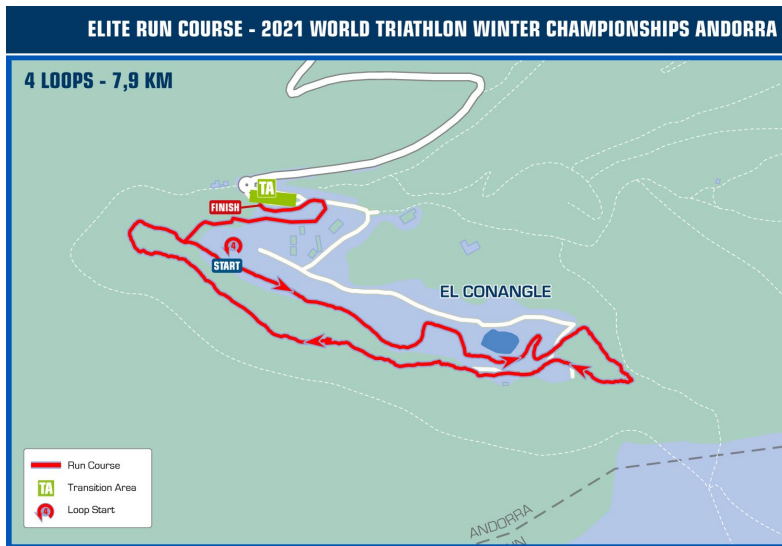 ELITE RUN COURSE - 2021 WORLD TRIATHLON WINTER CHAMPIONSHIPS ANDORRA
4 LOOPS - 7,9 KM
TA
FINISH
4
START
EL CONANGLE
Run Course
TA Transition Area
4 Loop Start
ANDORRA